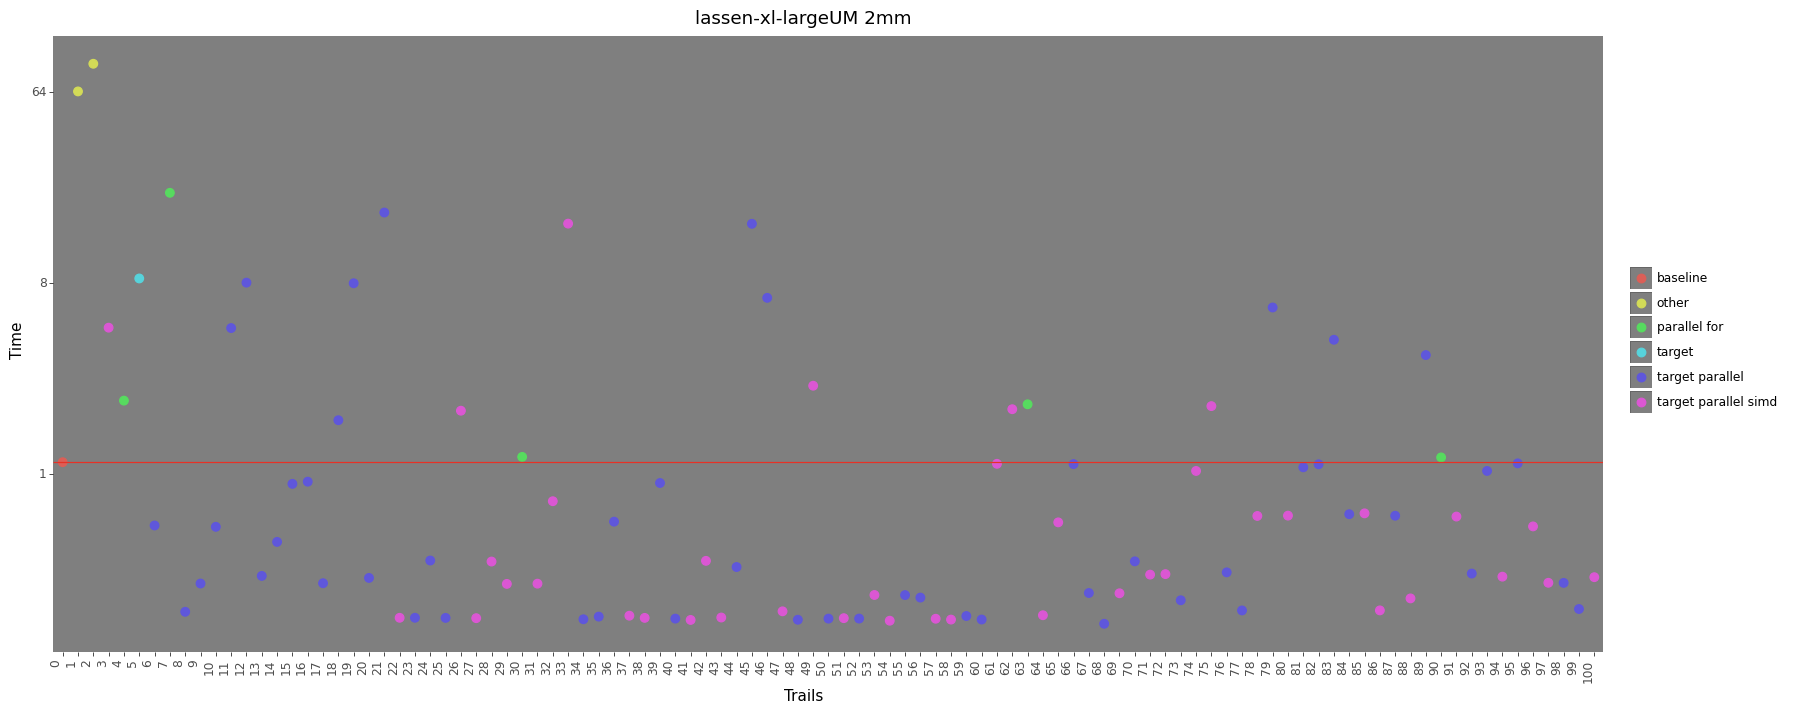 lassen-xl-largeUM 2mm
Time
64
8
1
0 1 2 3 4 5 6 7 8 9 10 11 12 13 14 15 16 17 18 19 20 21 22 23 24 25 26 27 28 29 30 31 32 33 34 35 36 37 38 39 40 41 42 43 44 45 46 47 48 49 50 51 52 53 54 55 56 57 58 59 60 61 62 63 64 65 66 67 68 69 70 71 72 73 74 75 76 77 78 79 80 81 82 83 84 85 86 87 88 89 90 91 92 93 94 95 96 97 98 99 100
Trails
baseline
other
parallel for
target
target parallel
target parallel simd